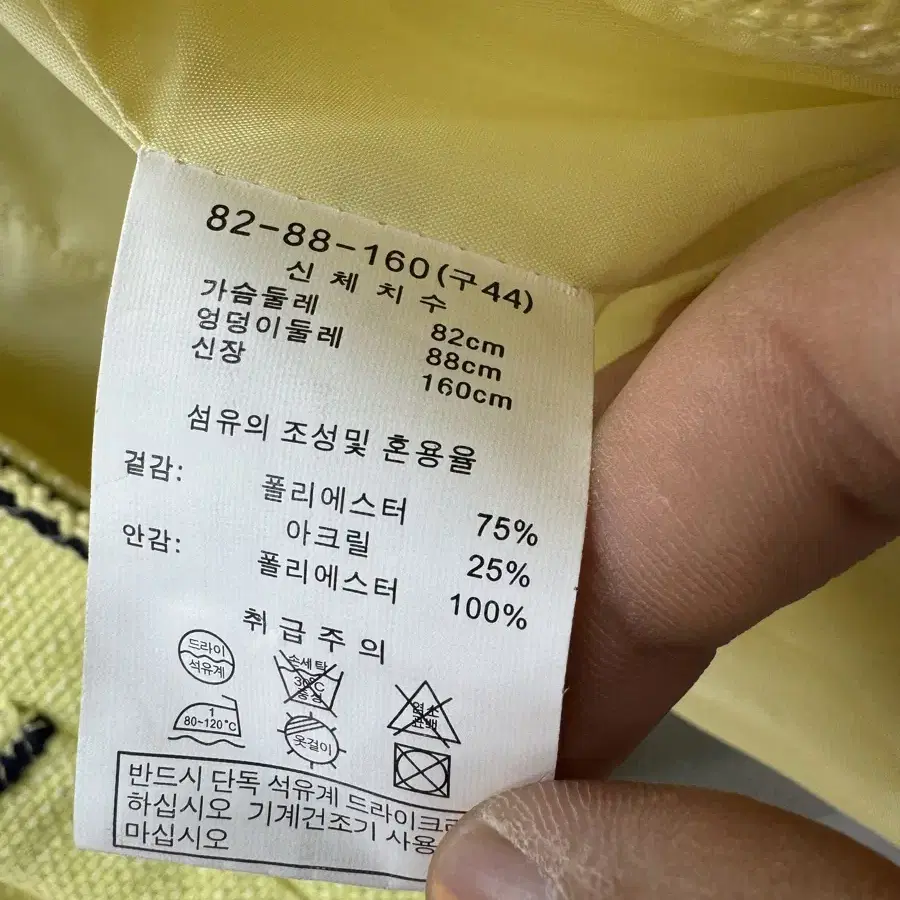 82-88-160(구44)
신 체 치 수
가슴둘레 82cm
엉덩이둘레 88cm
신장 160cm
섬유의 조성및 혼용율
겉감: 폴리에스터 75%
아크릴 25%
안감: 폴리에스터 100%
취 급 주 의
드라이
석유계
손세탁
30°C
중성
염소
표백
1
80~120°C
옷걸이
반드시 단독 석유계 드라이크
하십시오 기계건조기 사용
마십시오